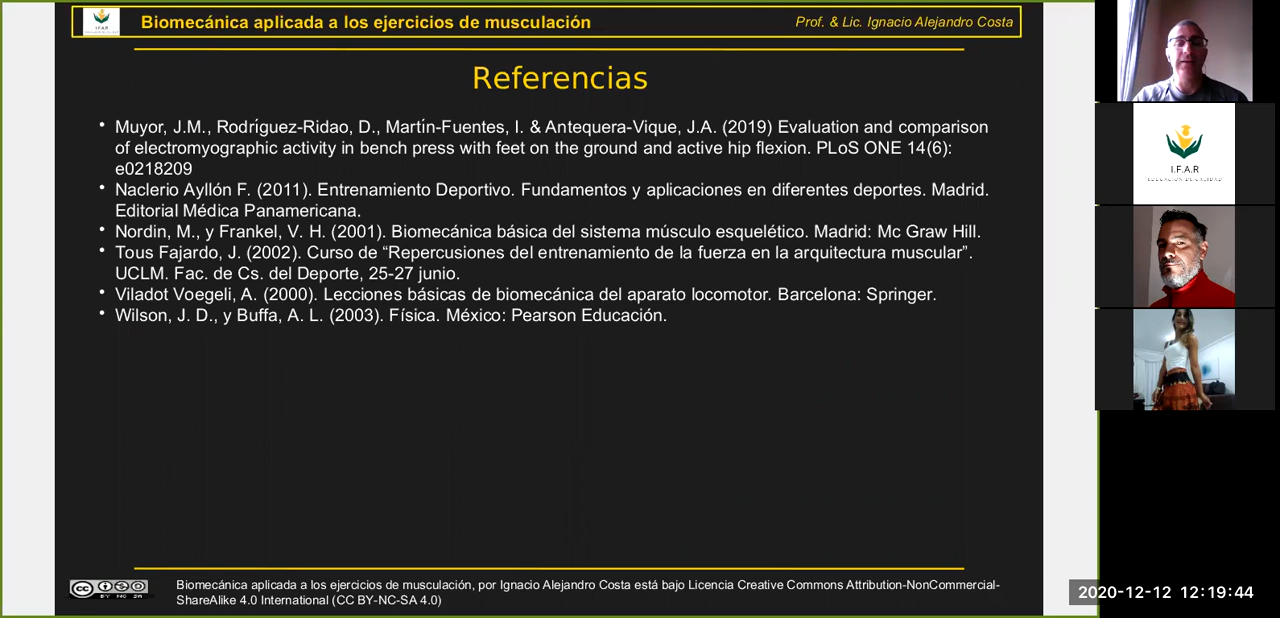 Biomecánica aplicada a los ejercicios de musculación
Prof. & Lic. Ignacio Alejandro Costa
Referencias
• Muyor, J.M., Rodríguez-Ridao, D., Martín-Fuentes, I. & Antequera-Vique, J.A. (2019) Evaluation and comparison
of electromyographic activity in bench press with feet on the ground and active hip flexion. PLoS ONE 14(6):
e0218209
• Naclerio Ayllón F. (2011). Entrenamiento Deportivo. Fundamentos y aplicaciones en diferentes deportes. Madrid.
Editorial Médica Panamericana.
• Nordin, M., y Frankel, V. H. (2001). Biomecánica básica del sistema músculo esquelético. Madrid: Mc Graw Hill.
• Tous Fajardo, J. (2002). Curso de “Repercusiones del entrenamiento de la fuerza en la arquitectura muscular”.
UCLM. Fac. de Cs. del Deporte, 25-27 junio.
• Viladot Voegeli, A. (2000). Lecciones básicas de biomecánica del aparato locomotor. Barcelona: Springer.
• Wilson, J. D., y Buffa, A. L. (2003). Física. México: Pearson Educación.
CC BY NC SA
Biomecánica aplicada a los ejercicios de musculación, por Ignacio Alejandro Costa está bajo Licencia Creative Commons Attribution-NonCommercial-
ShareAlike 4.0 International (CC BY-NC-SA 4.0)
I.F.A.R
EDUCACIÓN DE CALIDAD
2020-12-12 12:19:44